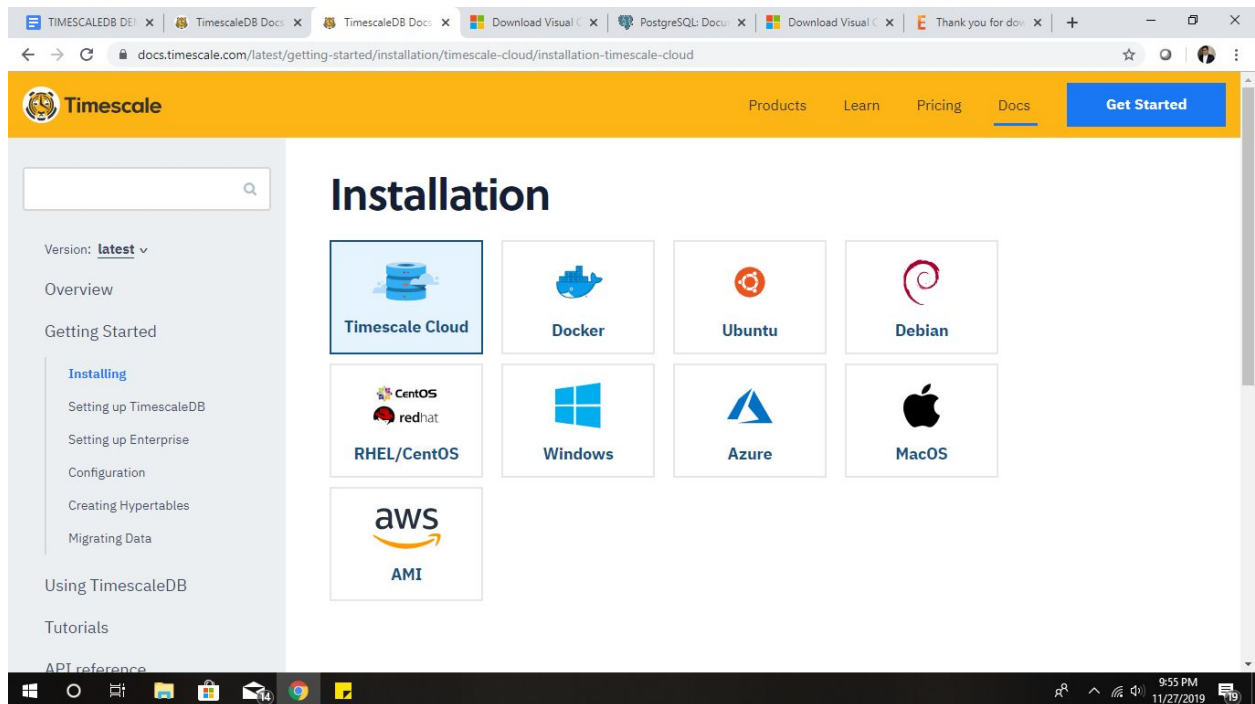 TIMESCALEDB DE
TimescaleDB Docs
TimescaleDB Docs
Download Visual C
PostgreSQL: Docu
Download Visual C
Thank you for dow
docs.timescale.com/latest/getting-started/installation/timescale-cloud/installation-timescale-cloud
Timescale
Products
Learn
Pricing
Docs
Get Started
Version: latest
Overview
Getting Started
Installing
Setting up TimescaleDB
Setting up Enterprise
Configuration
Creating Hypertables
Migrating Data
Using TimescaleDB
Tutorials
API reference
Installation
Timescale Cloud
Docker
Ubuntu
Debian
CentOS
redhat
RHEL/CentOS
Windows
Azure
MacOS
aws
AMI
14
9:55 PM
11/27/2019
19